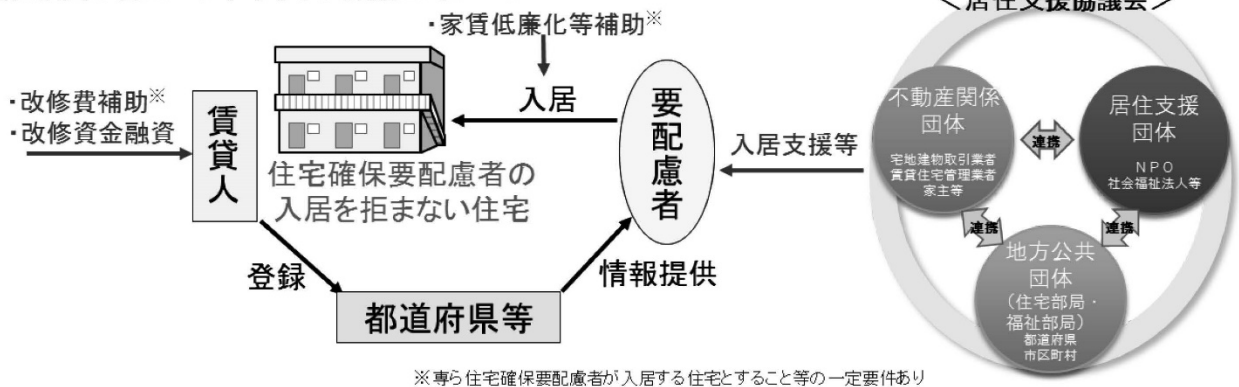 <居住支援協議会>
・家賃低廉化等補助※
・改修費補助※
・改修資金融資
賃貸人
入居
要配慮者
住宅確保要配慮者の
入居を拒まない住宅
入居支援等
登録
情報提供
都道府県等
不動産関係
団体
宅地建物取引業者
賃貸住宅管理業者
家主等
連携
居住支援
団体
NPO
社会福祉法人等
連携
連携
地方公共
団体
(住宅部局・
福祉部局)
都道府県
市区町村
※専ら住宅確保要配慮者が入居する住宅とすること等の一定要件あり